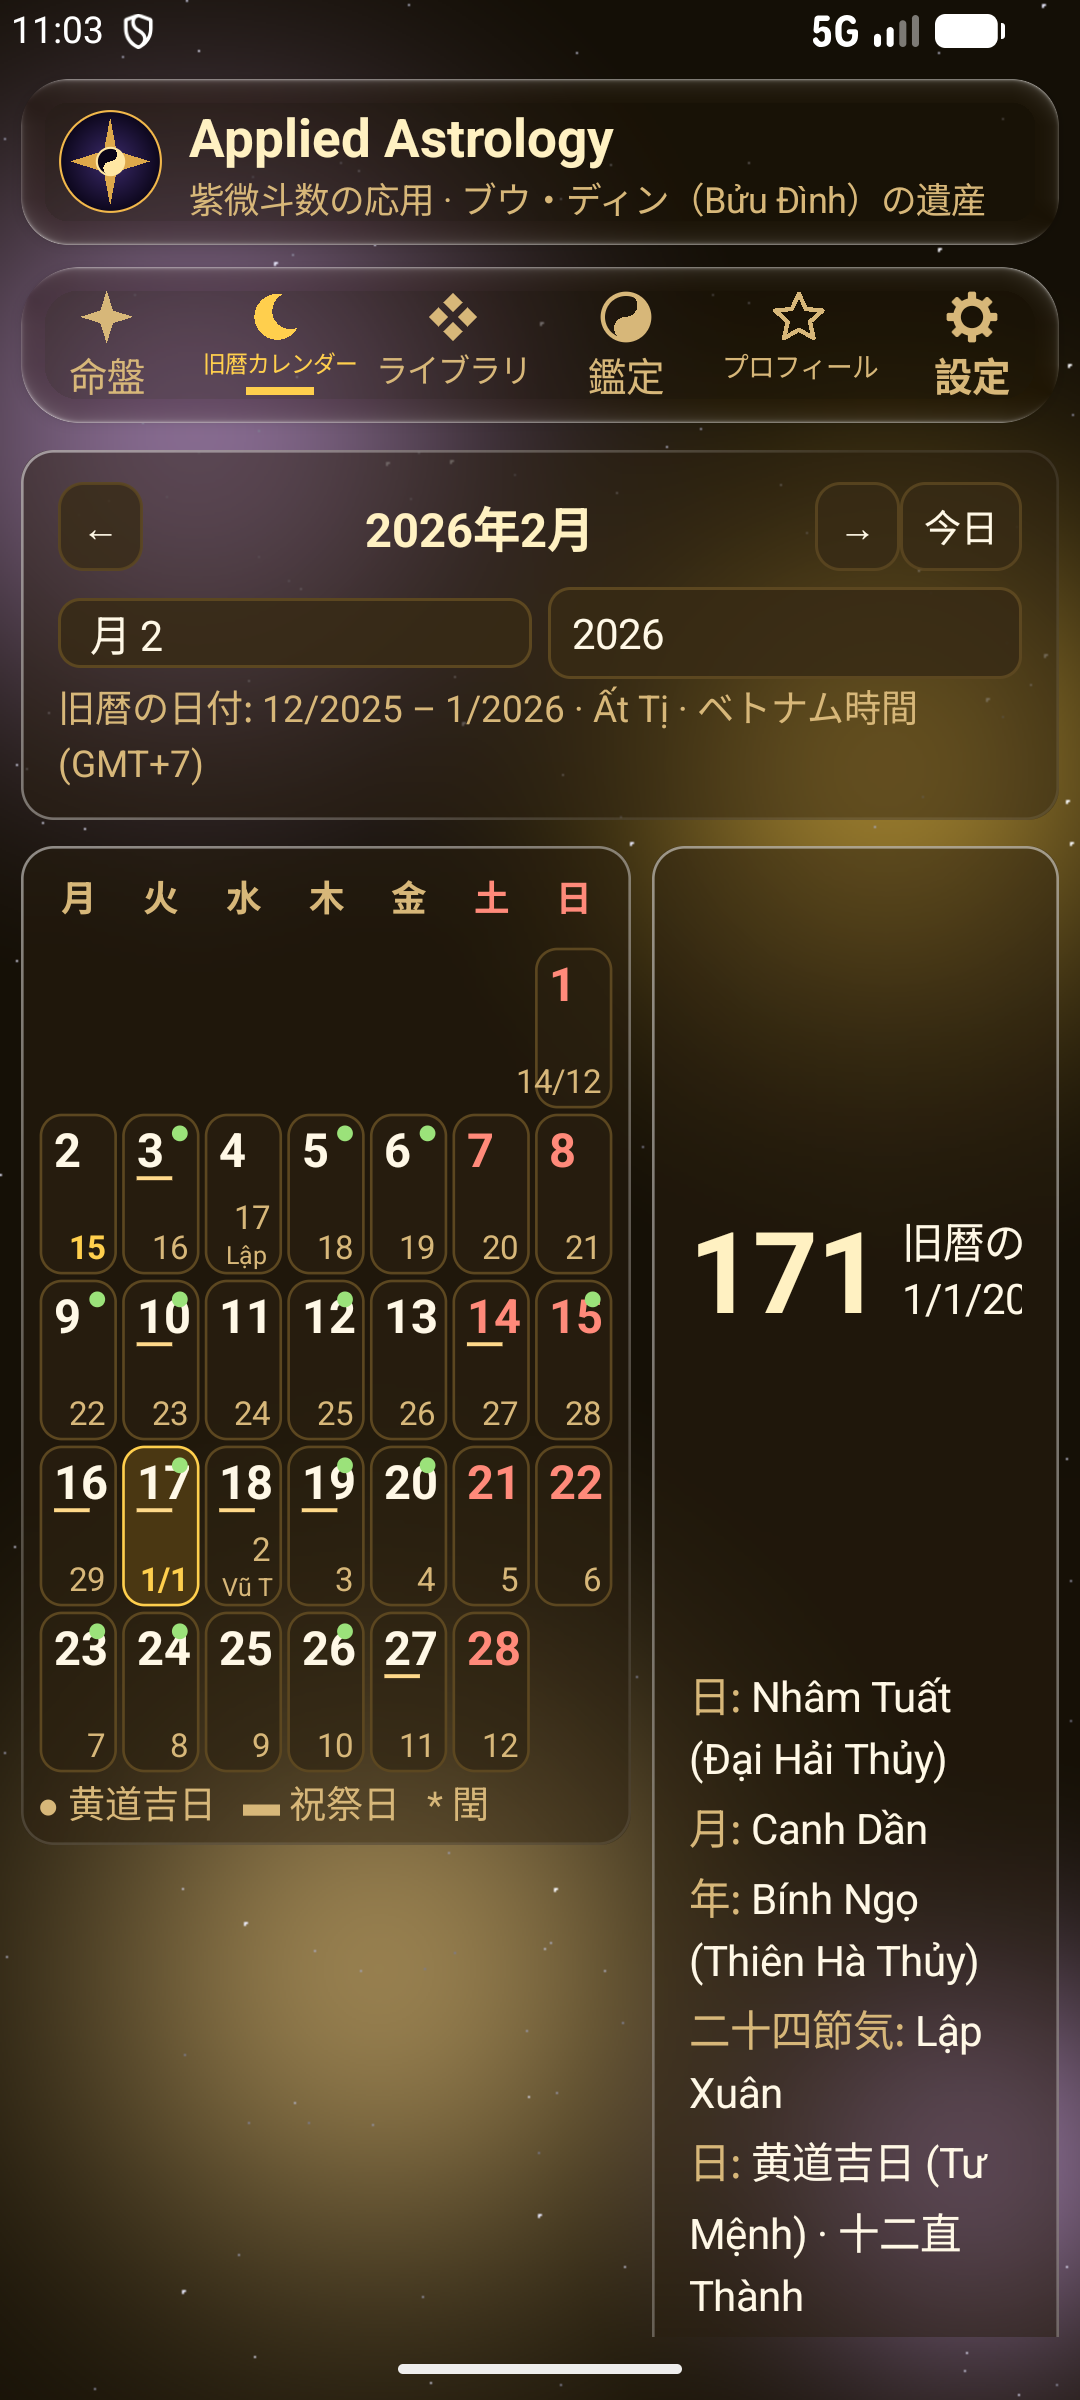 11:03
5G
Applied Astrology
紫微斗数の応用 · ブウ・ディン（Bửu Đình）の遺産
命盤 旧暦カレンダー ライブラリ 鑑定 プロフィール 設定
← 2026年2月 → 今日
月 2
2026
旧暦の日付: 12/2025 – 1/2026 · Ất Tị · ベトナム時間
(GMT+7)
月 火 水 木 金 土 日
1
14/12
2 3 4 5 6 7 8
15 16 17 18 19 20 21
Lập
9 10 11 12 13 14 15
22 23 24 25 26 27 28
16 17 18 19 20 21 22
29 1/1 2 3 4 5 6
Vũ T
23 24 25 26 27 28
7 8 9 10 11 12
● 黄道吉日 ▬ 祝祭日 * 閏
171
旧暦の
1/1/20
日: Nhâm Tuất
(Đại Hải Thủy)
月: Canh Dần
年: Bính Ngọ
(Thiên Hà Thủy)
二十四節気: Lập
Xuân
日: 黄道吉日 (Tư
Mệnh) · 十二直
Thành